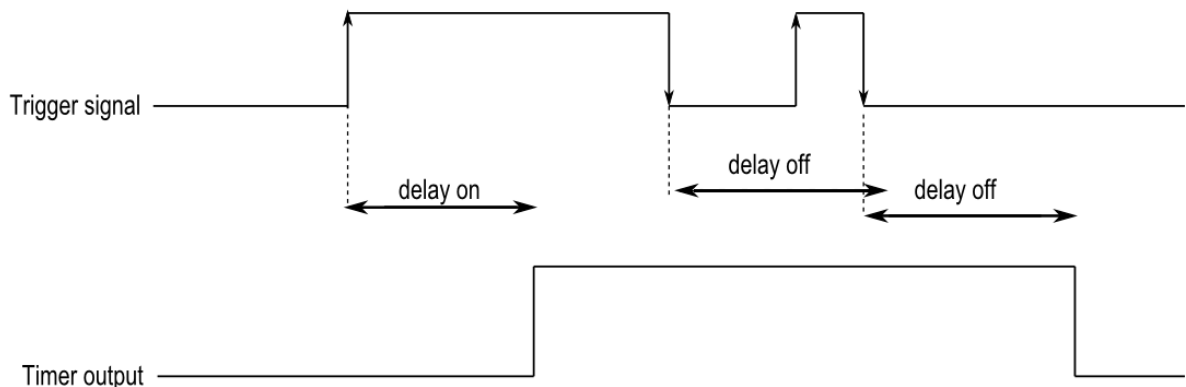 Trigger signal
delay on
delay off
delay off
Timer output